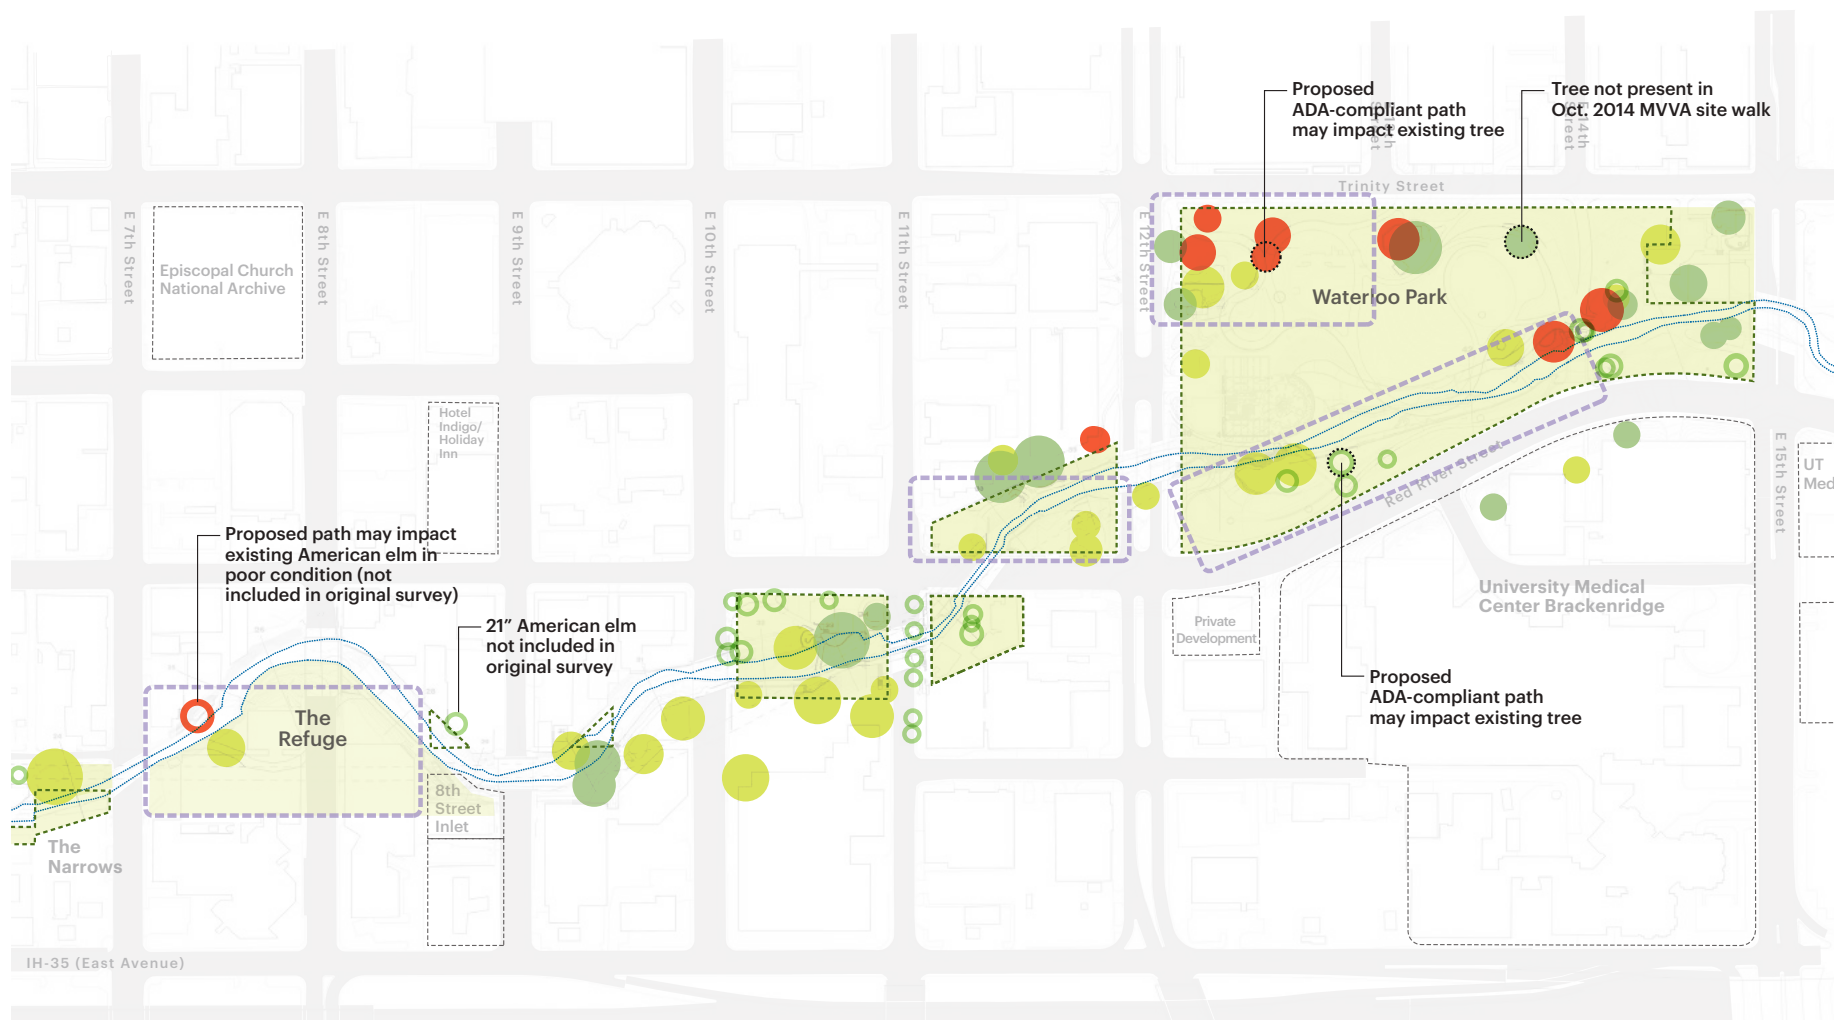 Proposed
ADA-compliant path
may impact existing tree
Tree not present in
Oct. 2014 MVVA site walk
E 13th
Street
E 14th
Street
Trinity Street
E 7th Street
E 8th Street
E 9th Street
E 10th Street
E 11th Street
E 12th Street
Episcopal Church
National Archive
Waterloo Park
Hotel
Indigo/
Holiday
Inn
Red River Street
E 15th Street
UT
Med
Proposed path may impact
existing American elm in
poor condition (not
included in original survey)
21” American elm
not included in
original survey
University Medical
Center Brackenridge
Private
Development
Proposed
ADA-compliant path
may impact existing tree
The
Refuge
8th
Street
Inlet
The
Narrows
IH-35 (East Avenue)